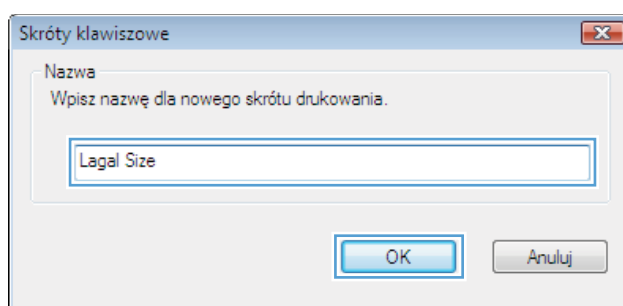 Skróty klawiszowe
Nazwa
Wpisz nazwę dla nowego skrótu drukowania.
Lagal Size
OK
Anuluj